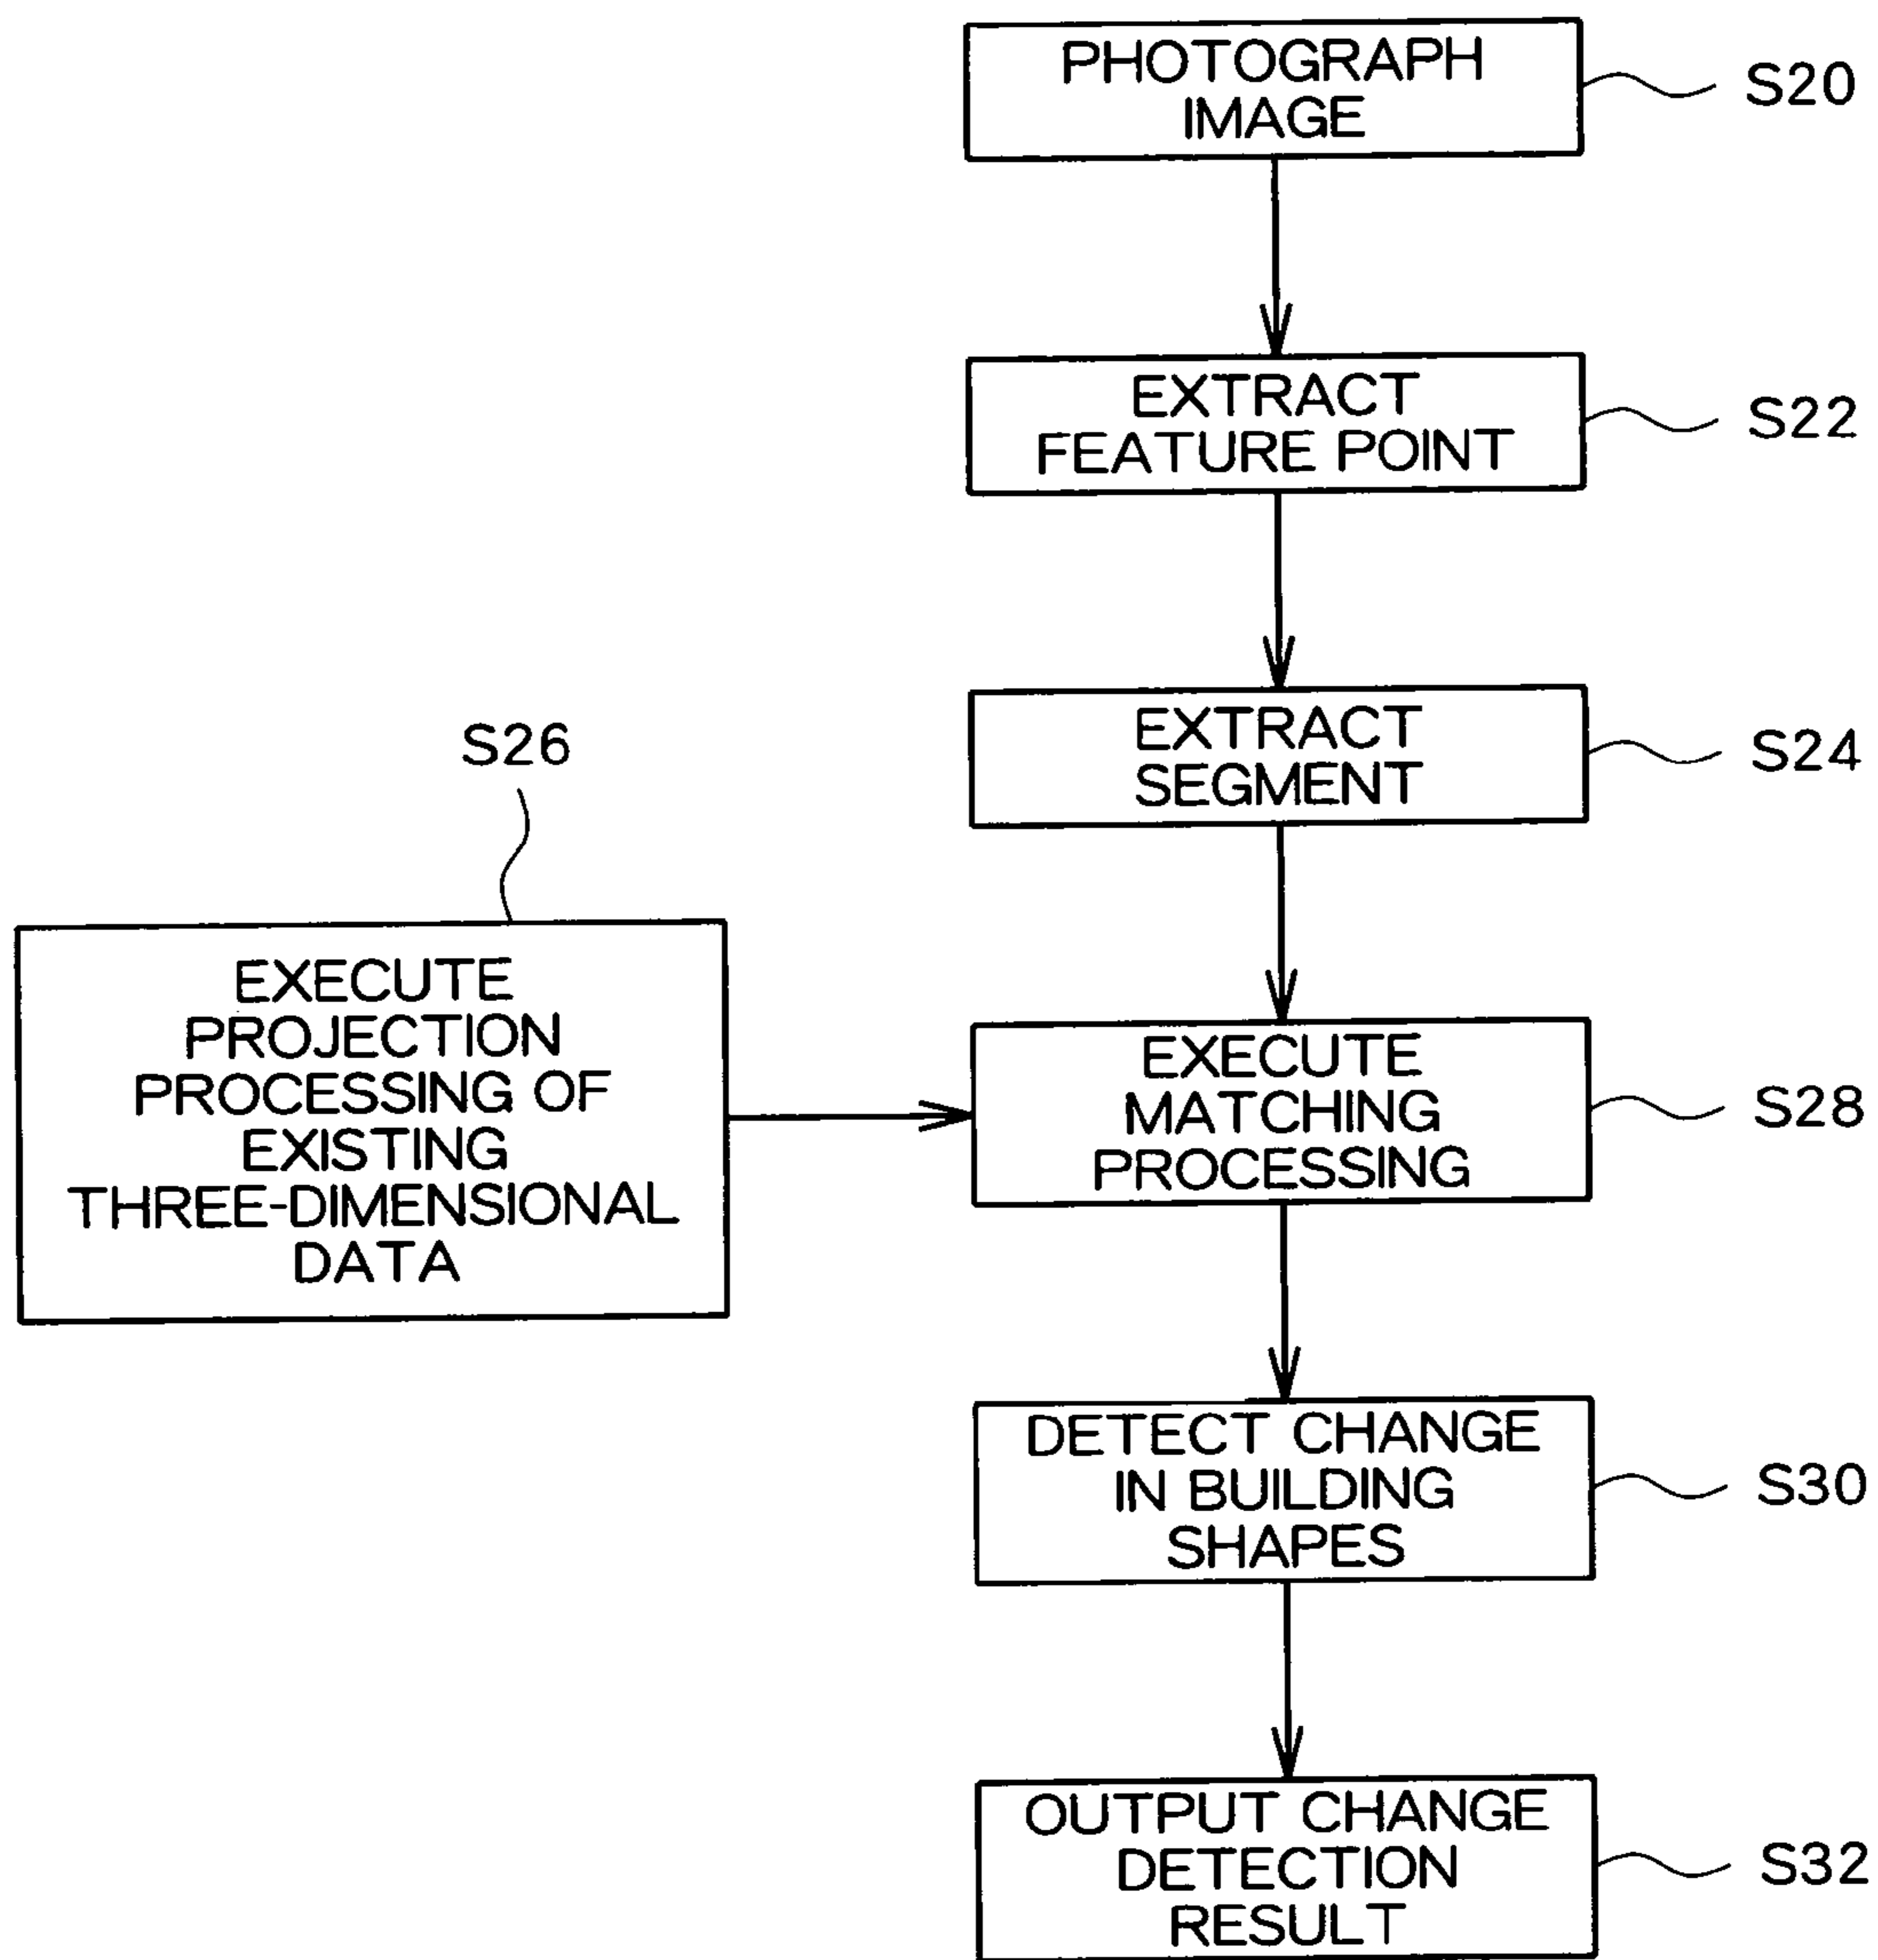 PHOTOGRAPH
IMAGE
S20
EXTRACT
FEATURE POINT
S22
EXTRACT
SEGMENT
S24
S26
EXECUTE
PROJECTION
PROCESSING OF
EXISTING
THREE-DIMENSIONAL
DATA
EXECUTE
MATCHING
PROCESSING
S28
DETECT CHANGE
IN BUILDING
SHAPES
S30
OUTPUT CHANGE
DETECTION
RESULT
S32